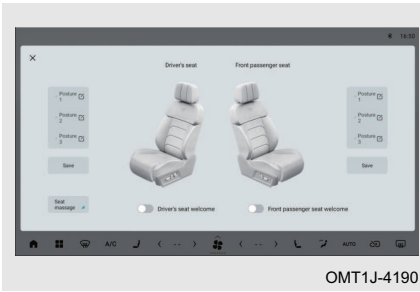 16:50
Driver's seat
Front passenger seat
Posture
1
Posture
2
Posture
3
Save
Posture
1
Posture
2
Posture
3
Save
Seat
massage
Driver's seat welcome
Front passenger seat welcome
A/C
< -- >
< -- >
AUTO
OMT1J-4190